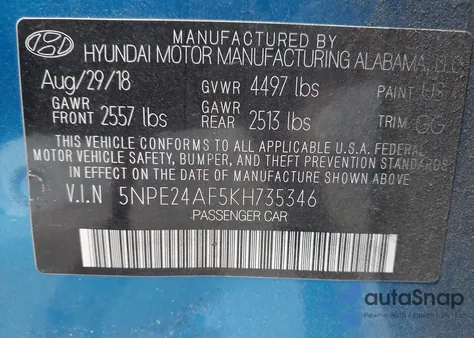 MANUFACTURED BY
HYUNDAI MOTOR MANUFACTURING ALABAMA, LLC
Aug/29/18 GVWR 4497 lbs PAINT US
GAWR FRONT 2557 lbs GAWR REAR 2513 lbs TRIM GG
THIS VEHICLE CONFORMS TO ALL APPLICABLE U.S.A. FEDERAL
MOTOR VEHICLE SAFETY, BUMPER, AND THEFT PREVENTION STANDARDS
IN EFFECT ON THE DATE OF MANUFACTURE SHOWN ABOVE.
V.I.N 5NPE24AF5KH735346
PASSENGER CAR
autoSnap